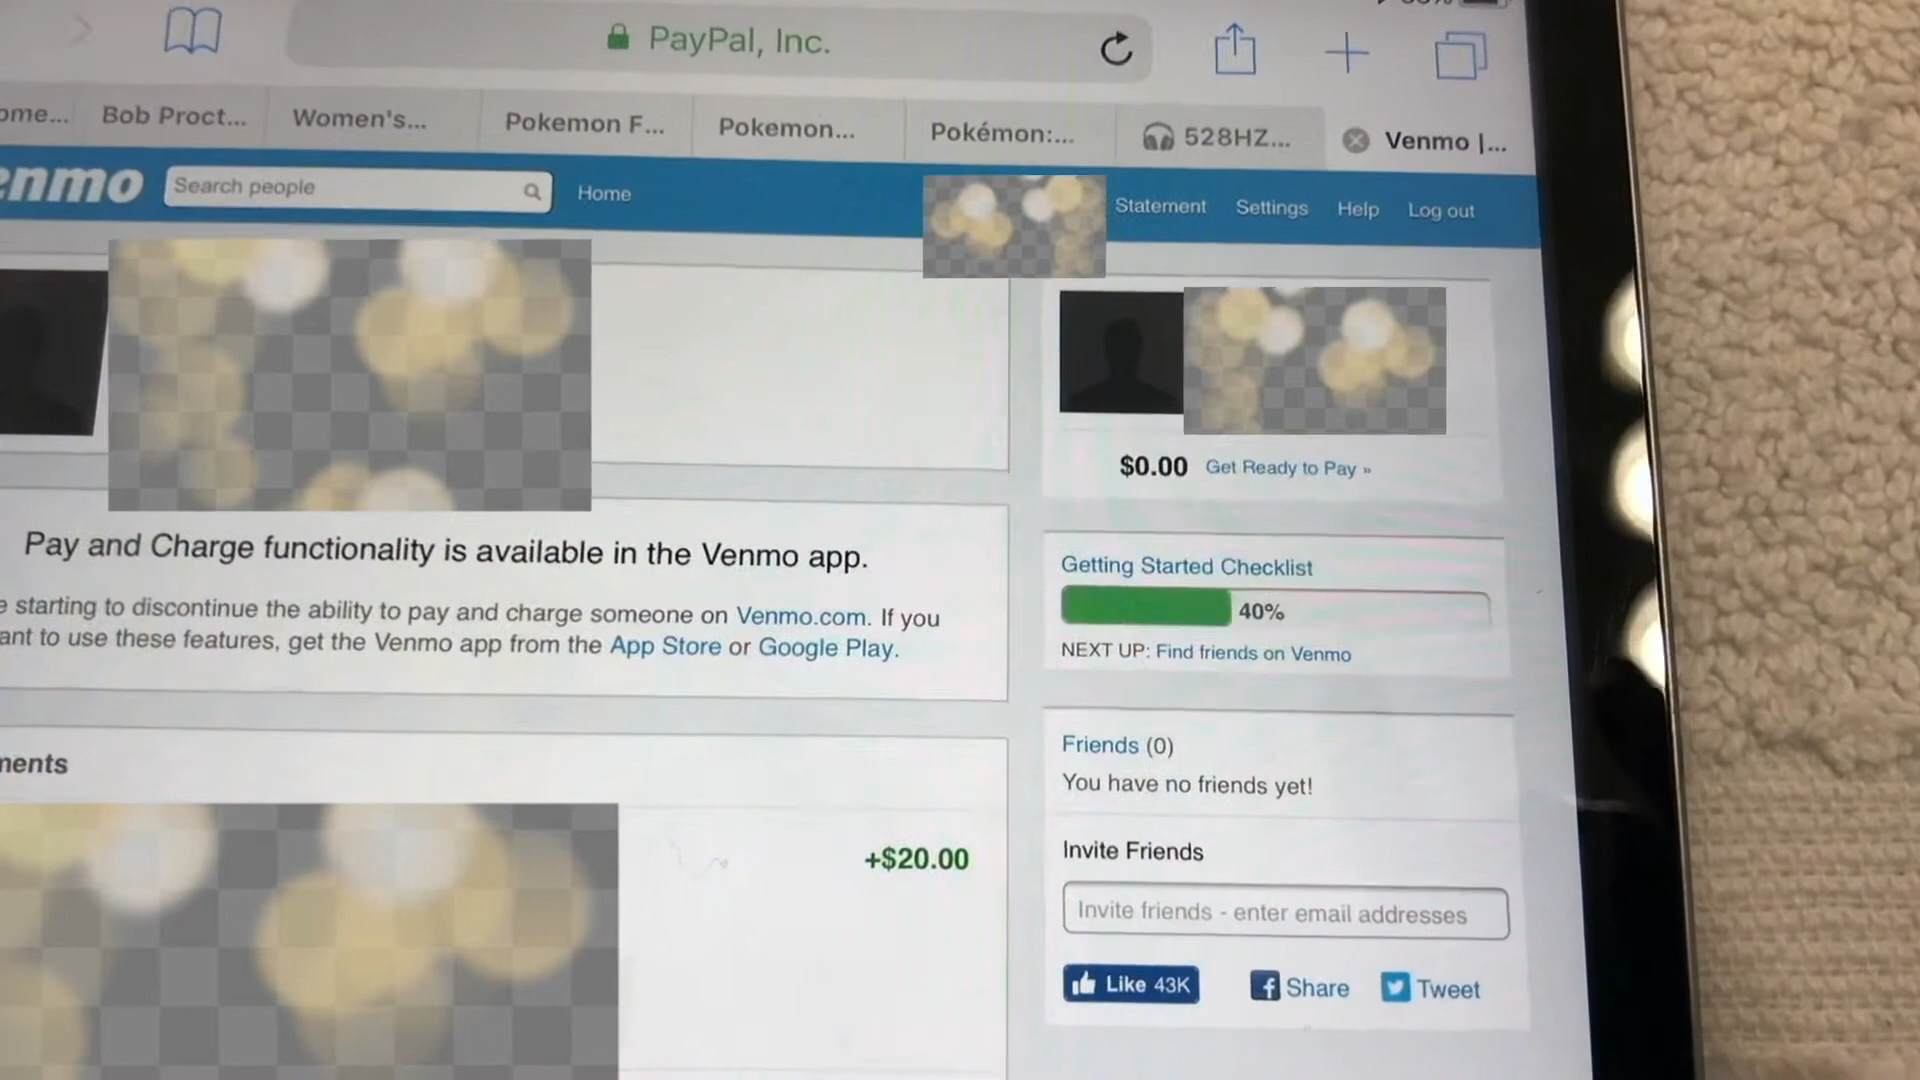 PayPal, Inc.
ome...
Bob Proct...
Women's...
Pokemon F...
Pokemon...
Pokémon:...
528HZ...
Venmo |...
enmo
Search people
Home
Statement
Settings
Help
Log out
$0.00 Get Ready to Pay »
Pay and Charge functionality is available in the Venmo app.
e starting to discontinue the ability to pay and charge someone on Venmo.com. If you
ant to use these features, get the Venmo app from the App Store or Google Play.
Getting Started Checklist
40%
NEXT UP: Find friends on Venmo
ments
+$20.00
Friends (0)
You have no friends yet!
Invite Friends
Invite friends - enter email addresses
Like 43K
Share
Tweet